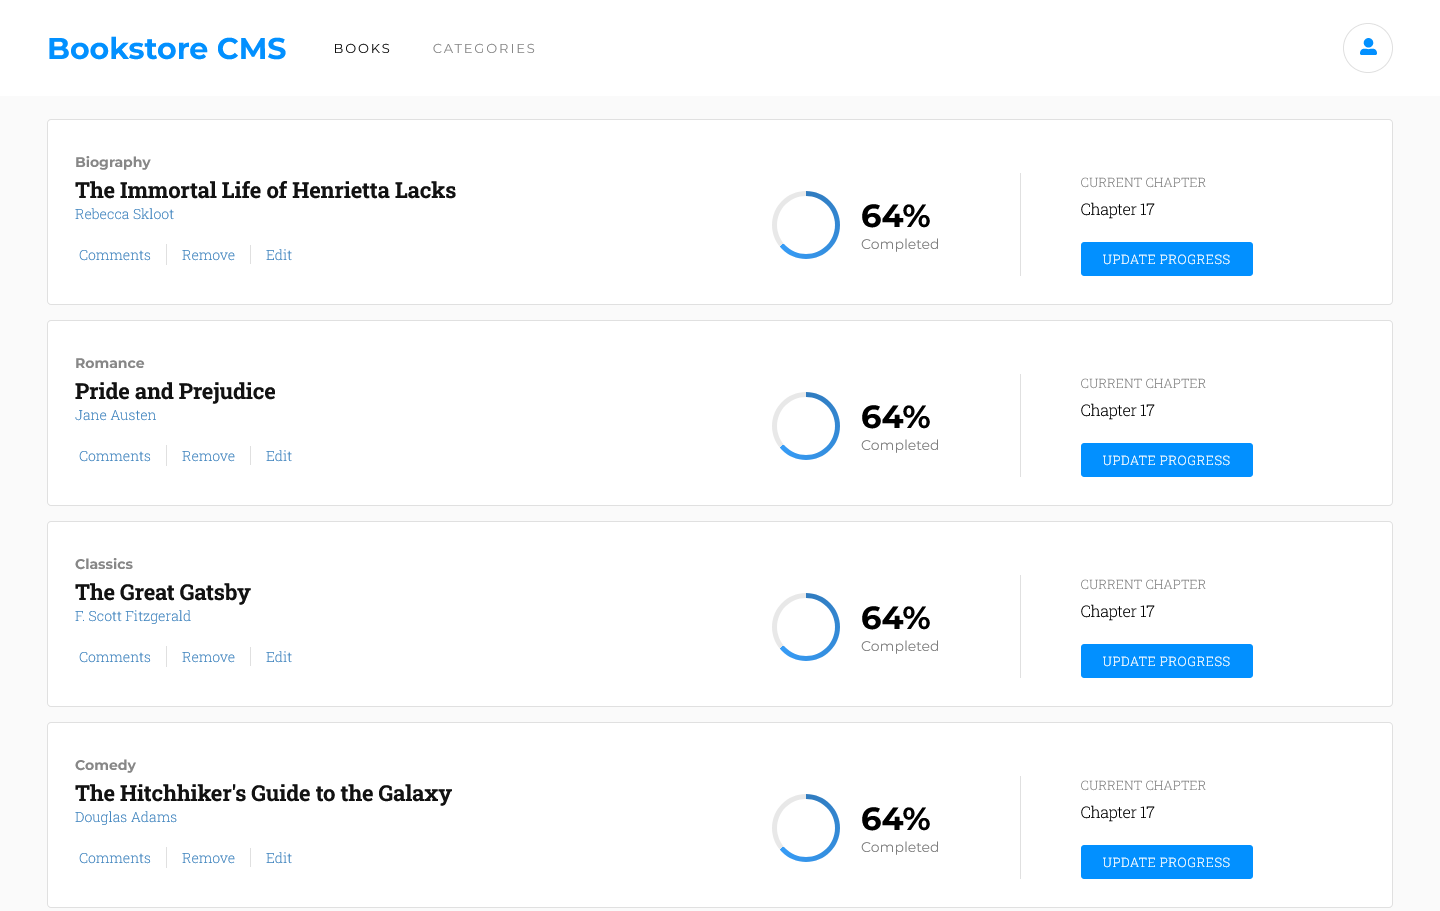 Bookstore CMS BOOKS CATEGORIES
Biography
The Immortal Life of Henrietta Lacks
Rebecca Skloot
Comments Remove Edit
64%
Completed
CURRENT CHAPTER
Chapter 17
UPDATE PROGRESS
Romance
Pride and Prejudice
Jane Austen
Comments Remove Edit
64%
Completed
CURRENT CHAPTER
Chapter 17
UPDATE PROGRESS
Classics
The Great Gatsby
F. Scott Fitzgerald
Comments Remove Edit
64%
Completed
CURRENT CHAPTER
Chapter 17
UPDATE PROGRESS
Comedy
The Hitchhiker's Guide to the Galaxy
Douglas Adams
Comments Remove Edit
64%
Completed
CURRENT CHAPTER
Chapter 17
UPDATE PROGRESS